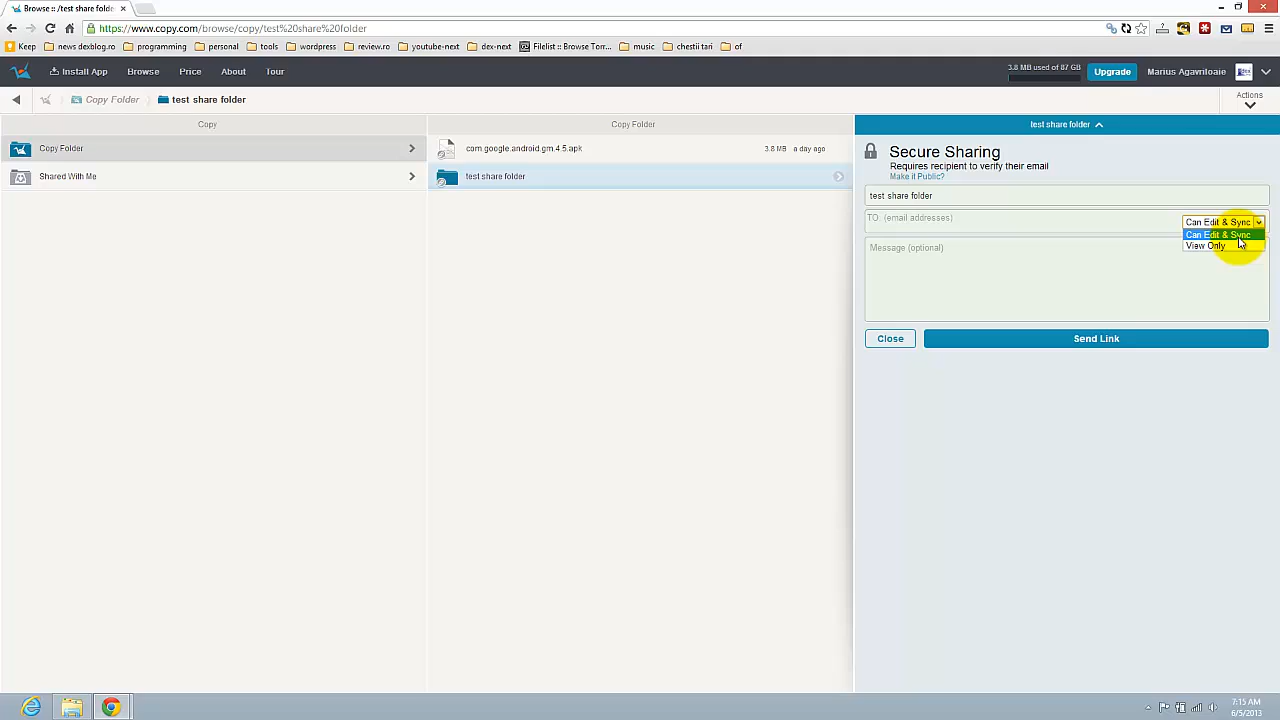 Browse :: /test share folde
https://www.copy.com/browse/copy/test%20share%20folder
Keep news dexblog.ro programming personal tools wordpress review.ro youtube-next dex-next Filelist :: Browse Torr... music chestii tari of
Install App Browse Price About Tour
3.8 MB used of 87 GB
Upgrade
Marius Agavriloaie
Copy Folder test share folder
Actions
Copy Copy Folder test share folder
Copy Folder
Shared With Me
com.google.android.gm.4.5.apk 3.8 MB a day ago
test share folder
Secure Sharing
Requires recipient to verify their email
Make it Public?
test share folder
TO (email addresses)
Can Edit & Sync
Can Edit & Sync
View Only
Message (optional)
Close Send Link
7:15 AM
6/5/2013